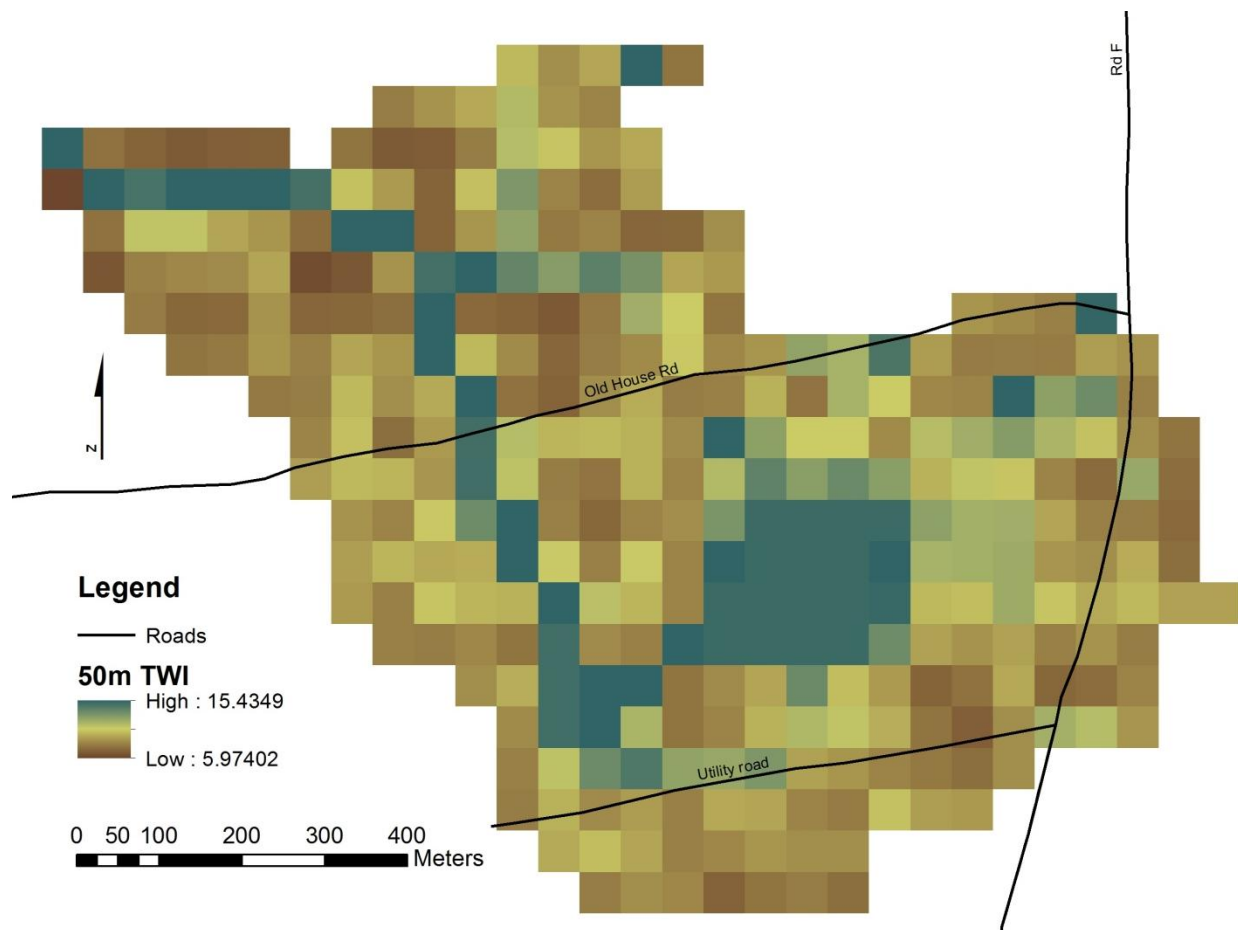 Rd F
Old House Rd
N
Legend
Roads
50m TWI
High : 15.4349
Low : 5.97402
Utility road
0 50 100 200 300 400
Meters